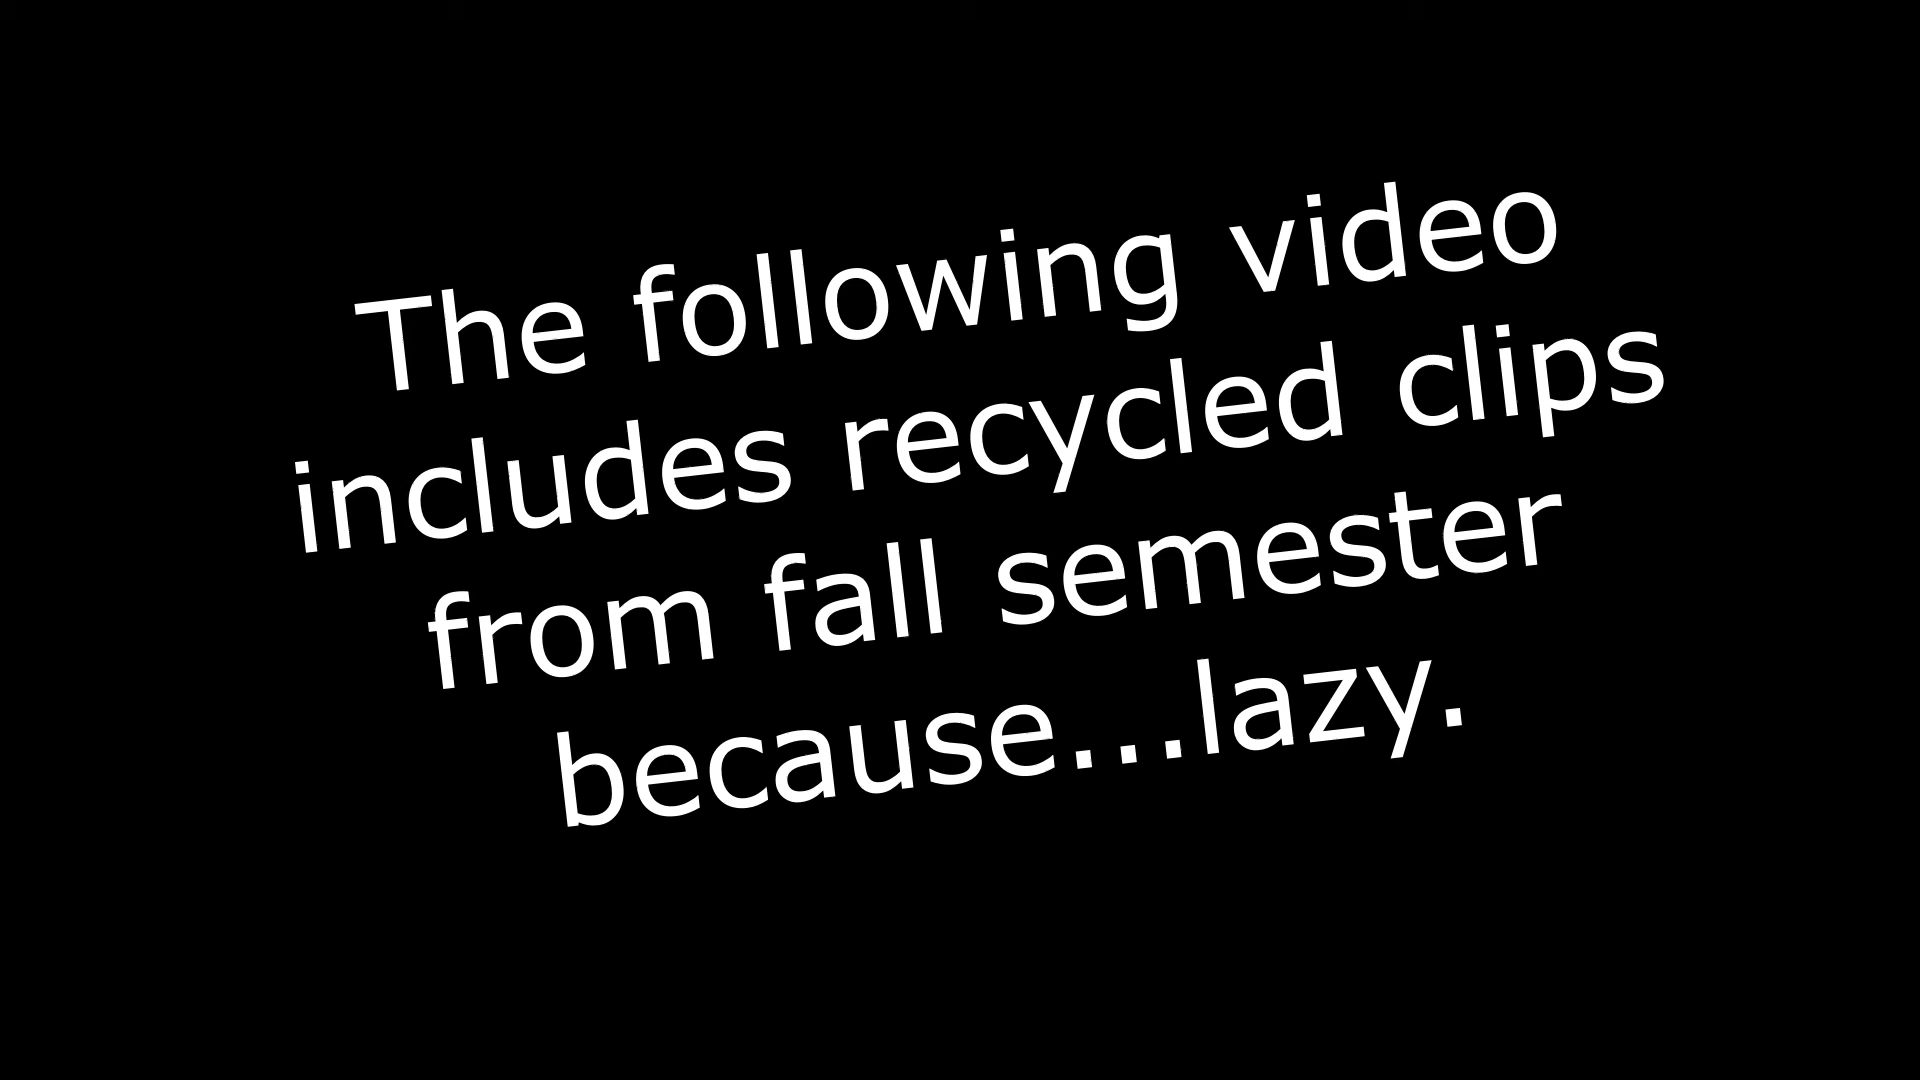 The following video
includes recycled clips
from fall semester
because...lazy.